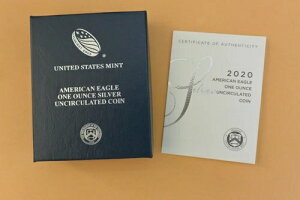 UNITED STATES MINT
AMERICAN EAGLE
ONE OUNCE SILVER
UNCIRCULATED COIN
CERTIFICATE OF AUTHENTICITY
2020
AMERICAN EAGLE
ONE OUNCE
SILVER
UNCIRCULATED
COIN